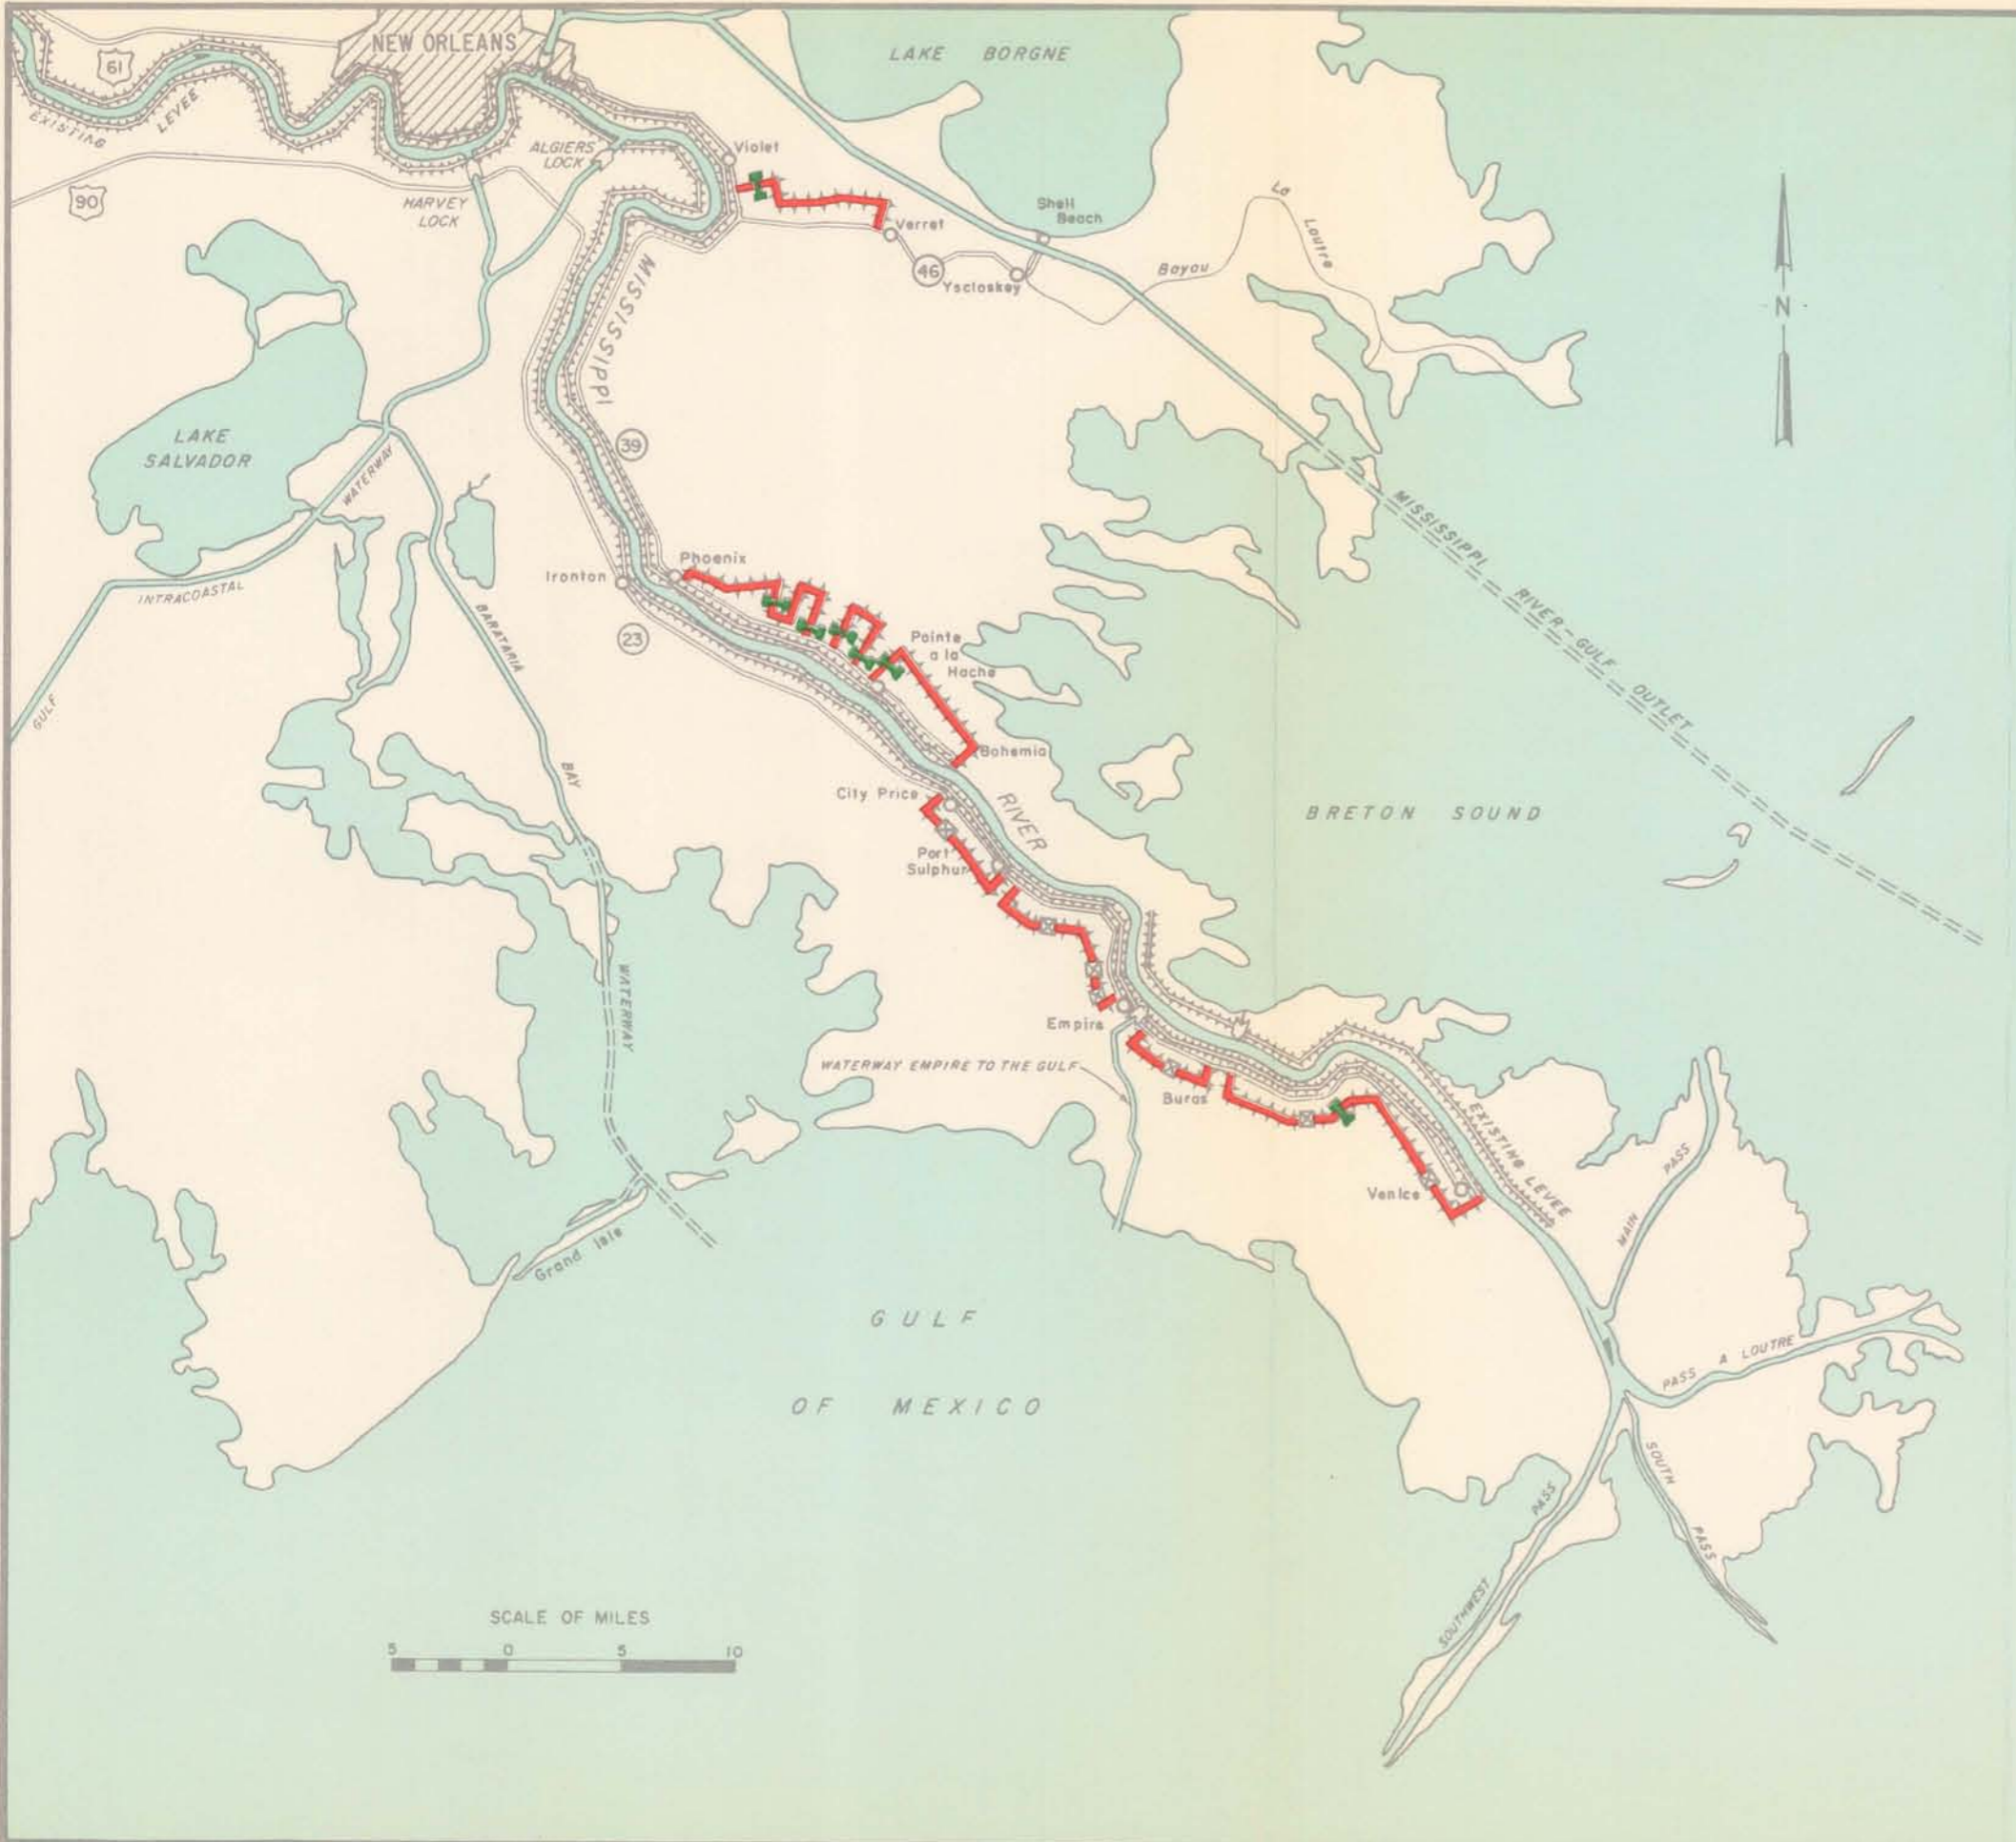 NEW ORLEANS
LAKE BORGNE
61
EXISTING LEVEE
ALGIERS
LOCK
Violet
90
HARVEY
LOCK
Verret
Shell
Beach
46
Yscloskey
Bayou La Loutre
N
MISSISSIPPI
LAKE
SALVADOR
39
WATERWAY
INTRACOASTAL
GULF
Ironton
Phoenix
23
BARATARIA
BAY
WATERWAY
Pointe
a la
Hache
Bohemia
MISSISSIPPI RIVER-GULF OUTLET
City Price
RIVER
BRETON SOUND
Port
Sulphur
Empire
WATERWAY EMPIRE TO THE GULF
Buras
EXISTING LEVEE
Venice
MAIN PASS
Grand Isle
GULF
OF MEXICO
PASS A LOUTRE
SOUTH PASS
SOUTHWEST PASS
SCALE OF MILES
5 0 5 10